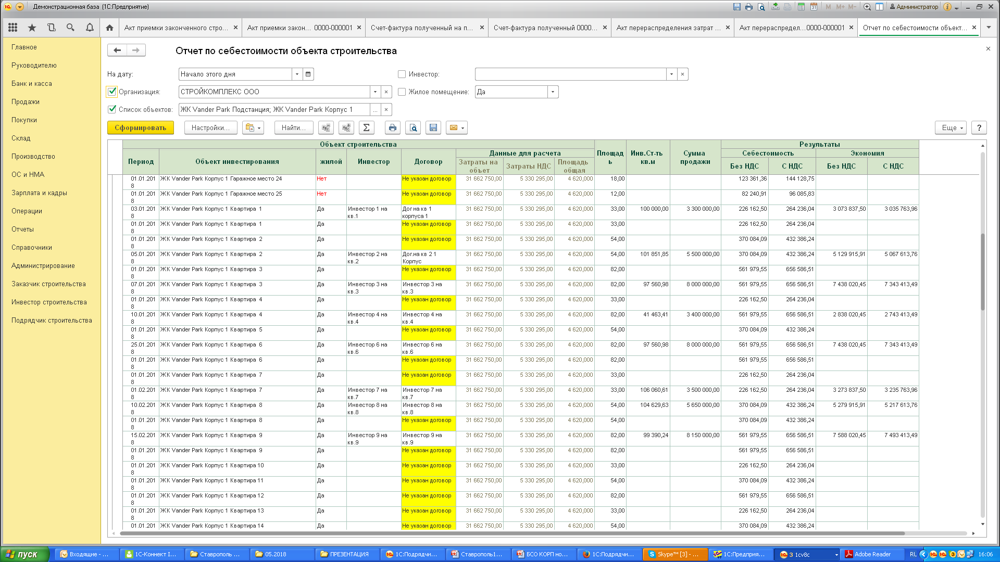 Демонстрационная база (1С:Предприятие)
M M+ M- Администратор
Акт приемки законченного стро...
Акт приемки закон... 0000-000001
Счет-фактура полученный на п...
Счет-фактура полученный 0000...
Акт перераспределения затрат ...
Акт перераспредел...0000-000001
Отчет по себестоимости объект...
Главное
Руководителю
Банк и касса
Продажи
Покупки
Склад
Производство
ОС и НМА
Зарплата и кадры
Операции
Отчеты
Справочники
Администрирование
Заказчик строительства
Инвестор строительства
Подрядчик строительства
Отчет по себестоимости объекта строительства
На дату: Начало этого дня Инвестор:
Организация: СТРОЙКОМПЛЕКС ООО Жилое помещение: Да
Список объектов: ЖК Vander Park Подстанция; ЖК Vander Park Корпус 1 ...
Сформировать Настройки... Найти... Σ Еще ?
Объект строительства Площадь Инв.Ст-ть кв.м Сумма продажи Результаты
Период Объект инвестирования жилой Инвестор Договор Данные для расчета Себестоимость Экономия
Затраты на объет Затраты НДС Площадь общая Без НДС С НДС Без НДС С НДС
01.01.2018 ЖК Vander Park Корпус 1 Гаражное место 24 Нет Не указан договор 31 662 750,00 5 330 295,00 4 620,000 18,00 123 361,36 144 128,75
01.01.2018 ЖК Vander Park Корпус 1 Гаражное место 25 Нет Не указан договор 31 662 750,00 5 330 295,00 4 620,000 12,00 82 240,91 96 085,83
03.01.2018 ЖК Vander Park Корпус 1 Квартира 1 Да Инвестор 1 на кв.1 Дог на кв 1 корпуса 1 31 662 750,00 5 330 295,00 4 620,000 33,00 100 000,00 3 300 000,00 226 162,50 264 236,04 3 073 837,50 3 035 763,96
01.01.2018 ЖК Vander Park Корпус 1 Квартира 1 Да Не указан договор 31 662 750,00 5 330 295,00 4 620,000 33,00 226 162,50 264 236,04
01.01.2018 ЖК Vander Park Корпус 1 Квартира 2 Да Не указан договор 31 662 750,00 5 330 295,00 4 620,000 54,00 370 084,09 432 386,24
05.01.2018 ЖК Vander Park Корпус 1 Квартира 2 Да Инвестор 2 на кв.2 Дог.на кв 2 1 Корпус 31 662 750,00 5 330 295,00 4 620,000 54,00 101 851,85 5 500 000,00 370 084,09 432 386,24 5 129 915,91 5 067 613,76
01.01.2018 ЖК Vander Park Корпус 1 Квартира 3 Да Не указан договор 31 662 750,00 5 330 295,00 4 620,000 82,00 561 979,55 656 586,51
07.01.2018 ЖК Vander Park Корпус 1 Квартира 3 Да Инвестор 3 на кв.3 Инвестор 3 на кв.3 31 662 750,00 5 330 295,00 4 620,000 82,00 97 560,98 8 000 000,00 561 979,55 656 586,51 7 438 020,45 7 343 413,49
01.01.2018 ЖК Vander Park Корпус 1 Квартира 4 Да Не указан договор 31 662 750,00 5 330 295,00 4 620,000 33,00 226 162,50 264 236,04
10.01.2018 ЖК Vander Park Корпус 1 Квартира 4 Да Инвестор 4 на кв.4 Инвестор 4 на кв.4 31 662 750,00 5 330 295,00 4 620,000 82,00 41 463,41 3 400 000,00 561 979,55 656 586,51 2 838 020,45 2 743 413,49
01.01.2018 ЖК Vander Park Корпус 1 Квартира 5 Да Не указан договор 31 662 750,00 5 330 295,00 4 620,000 54,00 370 084,09 432 386,24
25.01.2018 ЖК Vander Park Корпус 1 Квартира 6 Да Инвестор 6 на кв.6 Инвестор 6 на кв.6 31 662 750,00 5 330 295,00 4 620,000 82,00 97 560,98 8 000 000,00 561 979,55 656 586,51 7 438 020,45 7 343 413,49
01.01.2018 ЖК Vander Park Корпус 1 Квартира 6 Да Не указан договор 31 662 750,00 5 330 295,00 4 620,000 82,00 561 979,55 656 586,51
01.01.2018 ЖК Vander Park Корпус 1 Квартира 7 Да Не указан договор 31 662 750,00 5 330 295,00 4 620,000 33,00 226 162,50 264 236,04
01.02.2018 ЖК Vander Park Корпус 1 Квартира 7 Да Инвестор 7 на кв.7 Инвестор 7 на кв.7 31 662 750,00 5 330 295,00 4 620,000 33,00 106 060,61 3 500 000,00 226 162,50 264 236,04 3 273 837,50 3 235 763,96
10.02.2018 ЖК Vander Park Корпус 1 Квартира 8 Да Инвестор 8 на кв.8 Инвестор 8 на кв.8 31 662 750,00 5 330 295,00 4 620,000 54,00 104 629,63 5 650 000,00 370 084,09 432 386,24 5 279 915,91 5 217 613,76
01.01.2018 ЖК Vander Park Корпус 1 Квартира 8 Да Не указан договор 31 662 750,00 5 330 295,00 4 620,000 54,00 370 084,09 432 386,24
15.02.2018 ЖК Vander Park Корпус 1 Квартира 9 Да Инвестор 9 на кв.9 Инвестор 9 на кв.9 31 662 750,00 5 330 295,00 4 620,000 82,00 99 390,24 8 150 000,00 561 979,55 656 586,51 7 588 020,45 7 493 413,49
01.01.2018 ЖК Vander Park Корпус 1 Квартира 9 Да Не указан договор 31 662 750,00 5 330 295,00 4 620,000 82,00 561 979,55 656 586,51
01.01.2018 ЖК Vander Park Корпус 1 Квартира 10 Да Не указан договор 31 662 750,00 5 330 295,00 4 620,000 33,00 226 162,50 264 236,04
01.01.2018 ЖК Vander Park Корпус 1 Квартира 11 Да Не указан договор 31 662 750,00 5 330 295,00 4 620,000 54,00 370 084,09 432 386,24
01.01.2018 ЖК Vander Park Корпус 1 Квартира 12 Да Не указан договор 31 662 750,00 5 330 295,00 4 620,000 82,00 561 979,55 656 586,51
01.01.2018 ЖК Vander Park Корпус 1 Квартира 13 Да Не указан договор 31 662 750,00 5 330 295,00 4 620,000 33,00 226 162,50 264 236,04
01.01.201 ЖК Vander Park Корпус 1 Квартира 14 Да Не указан договор 31 662 750,00 5 330 295,00 4 620,000 54,00 370 084,09 432 386,24
пуск Входящие - ... 1С-Коннект I... Ставрополь ... 05.2018 ПРЕЗЕНТАЦИЯ 1С:Подрядчи... Ставрополь1... БСО КОРП но... 1С:Подрядчи... Skype™ [3] - ... 1С:Предприя... 3 1cv8c Adobe Reader RU 16:06